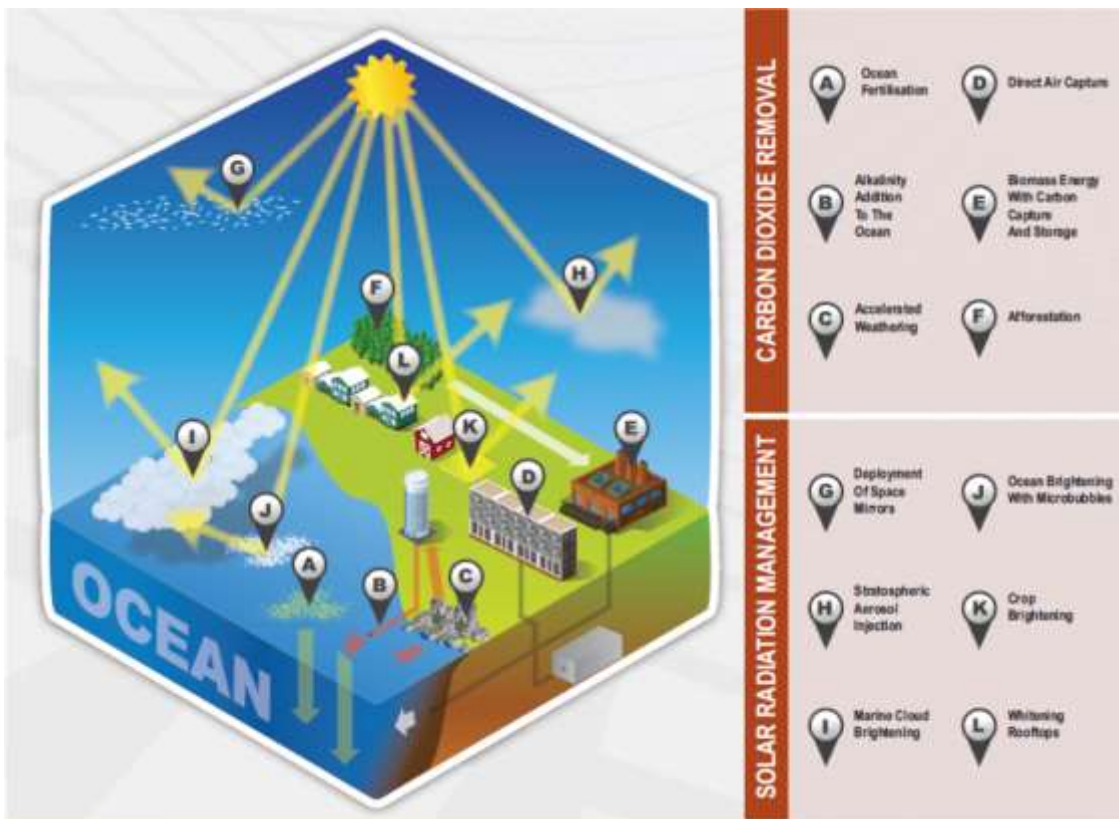 G
H
F
L
I
K
E
D
J
A
B
C
OCEAN
CARBON DIOXIDE REMOVAL
A
Ocean
Fertilisation
D
Direct Air Capture
B
Alkalinity
Addition
To The
Ocean
E
Biomass Energy
With Carbon
Capture
And Storage
C
Accelerated
Weathering
F
Afforestation
SOLAR RADIATION MANAGEMENT
G
Deployment
Of Space
Mirrors
J
Ocean Brightening
With Microbubbles
H
Stratospheric
Aerosol
Injection
K
Crop
Brightening
I
Marine Cloud
Brightening
L
Whitening
Rooftops